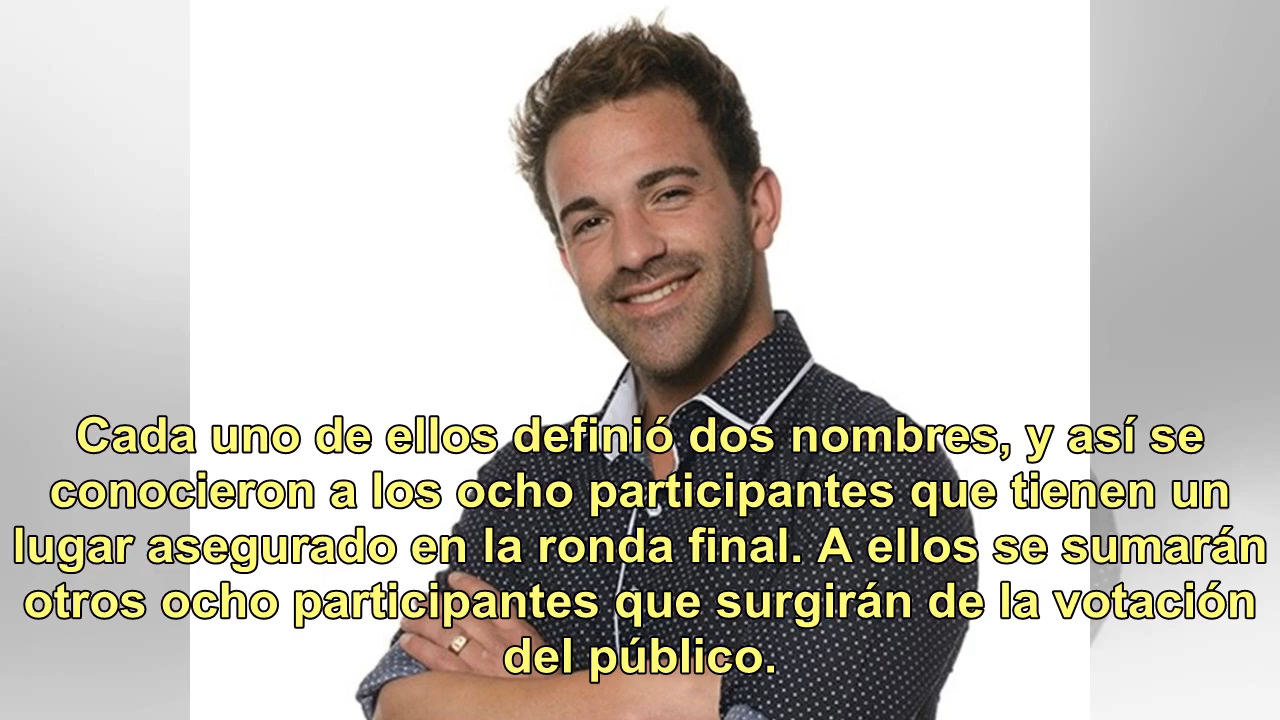 Cada uno de ellos definió dos nombres, y así se
conocieron a los ocho participantes que tienen un
lugar asegurado en la ronda final. A ellos se sumarán
otros ocho participantes que surgirán de la votación
del público.